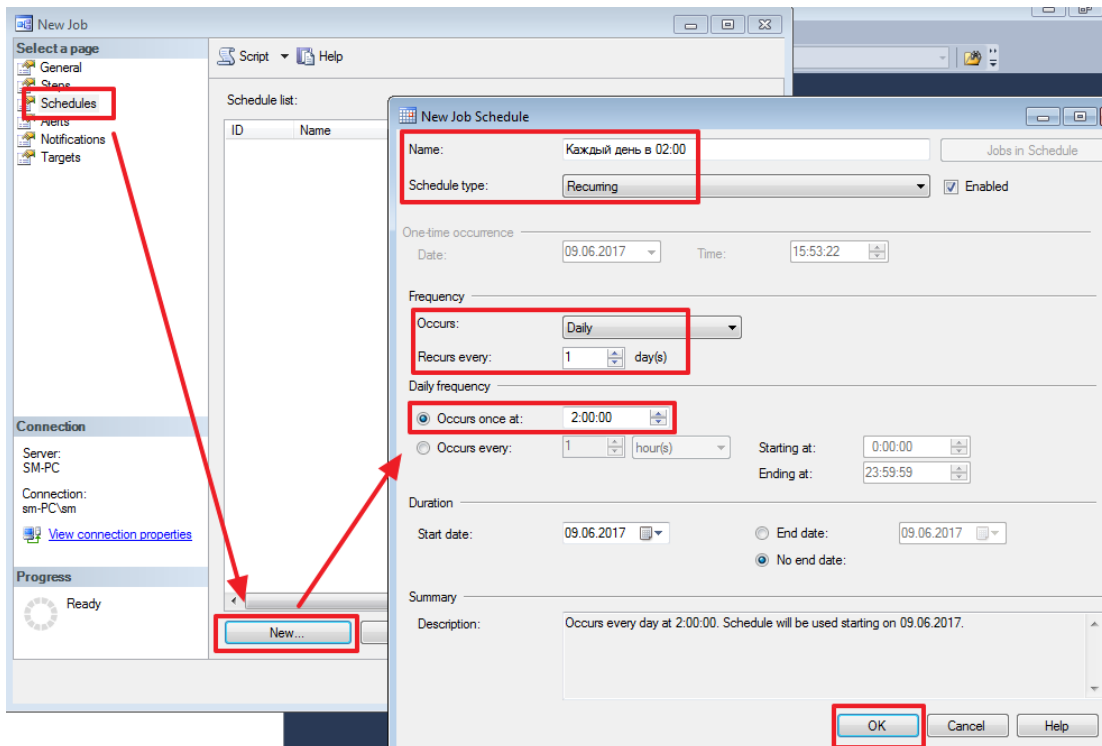 New Job
Select a page
General
Steps
Schedules
Alerts
Notifications
Targets
Script
Help
Schedule list:
ID Name
Connection
Server:
SM-PC
Connection:
sm-PC\sm
View connection properties
Progress
Ready
New...
New Job Schedule
Name: Каждый день в 02:00 Jobs in Schedule
Schedule type: Recurring Enabled
One-time occurrence
Date: 09.06.2017 Time: 15:53:22
Frequency
Occurs: Daily
Recurs every: 1 day(s)
Daily frequency
Occurs once at: 2:00:00
Occurs every: 1 hour(s) Starting at: 0:00:00
Ending at: 23:59:59
Duration
Start date: 09.06.2017 End date: 09.06.2017
No end date:
Summary
Description: Occurs every day at 2:00:00. Schedule will be used starting on 09.06.2017.
OK Cancel Help